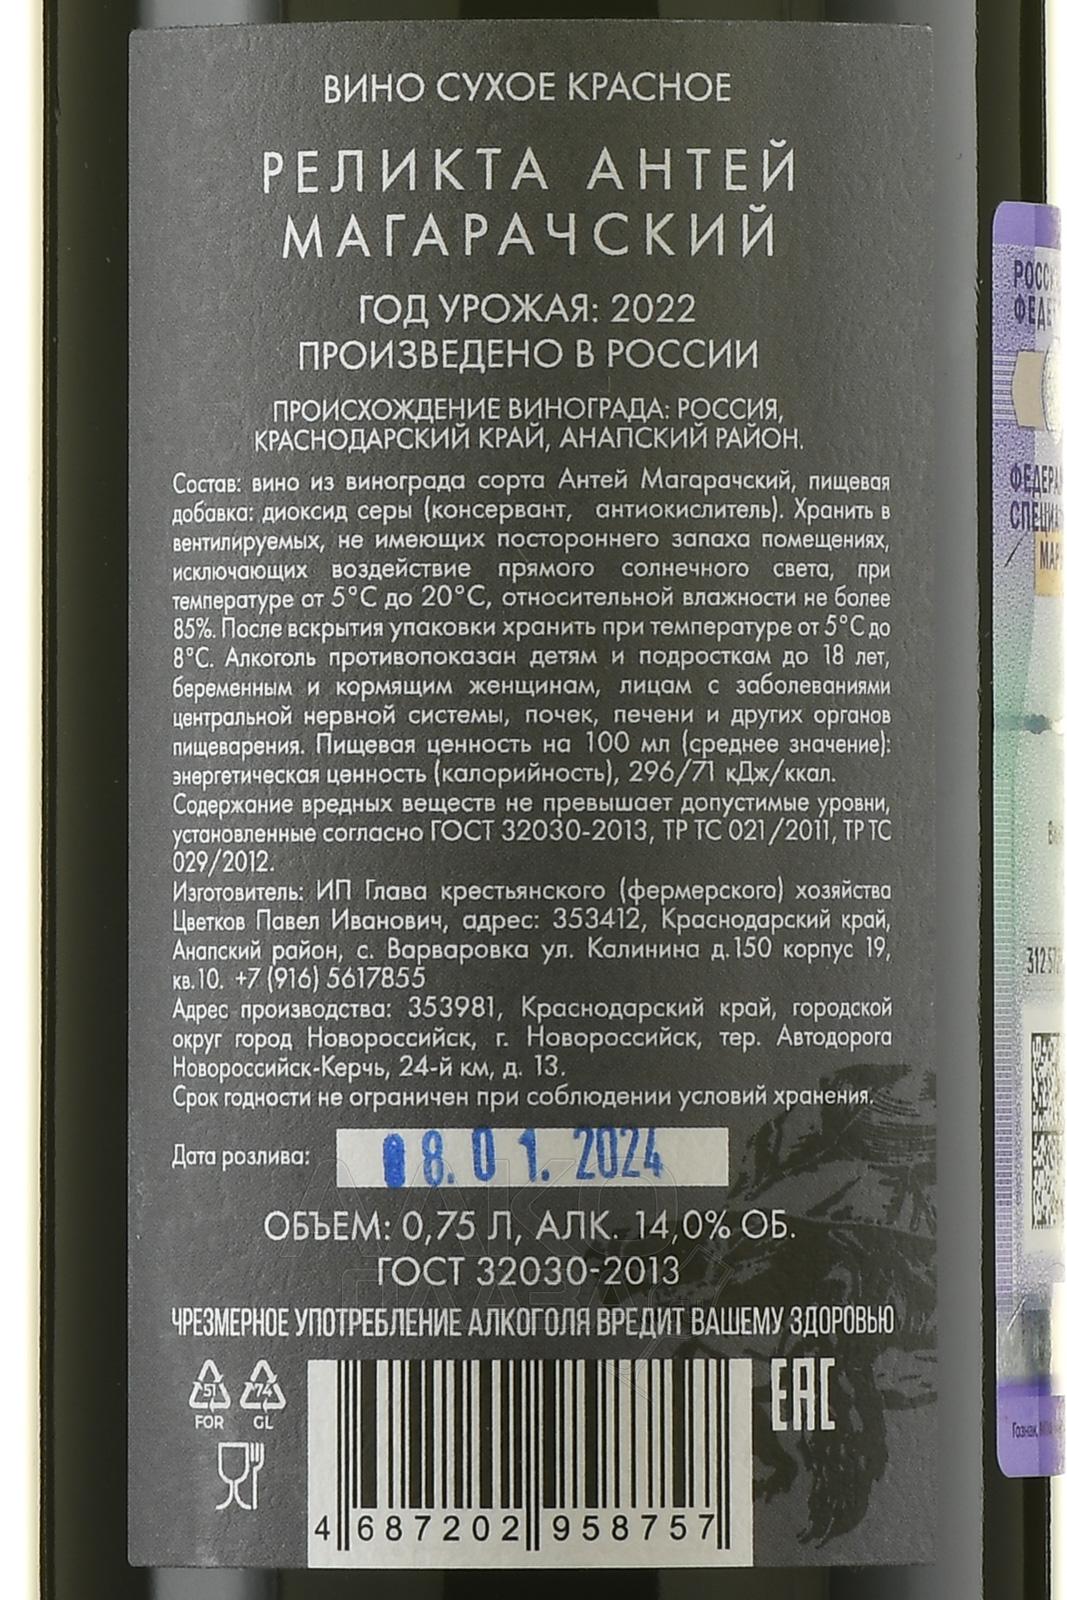 ВИНО СУХОЕ КРАСНОЕ
РЕЛИКТА АНТЕЙ
МАГАРАЧСКИЙ
ГОД УРОЖАЯ: 2022
ПРОИЗВЕДЕНО В РОССИИ
ПРОИСХОЖДЕНИЕ ВИНОГРАДА: РОССИЯ,
КРАСНОДАРСКИЙ КРАЙ, АНАПСКИЙ РАЙОН.
Состав: вино из винограда сорта Антей Магарачский, пищевая
добавка: диоксид серы (консервант, антиокислитель). Хранить в
вентилируемых, не имеющих постороннего запаха помещениях,
исключающих воздействие прямого солнечного света, при
температуре от 5°С до 20°С, относительной влажности не более
85%. После вскрытия упаковки хранить при температуре от 5°С до
8°С. Алкоголь противопоказан детям и подросткам до 18 лет,
беременным и кормящим женщинам, лицам с заболеваниями
центральной нервной системы, почек, печени и других органов
пищеварения. Пищевая ценность на 100 мл (среднее значение):
энергетическая ценность (калорийность), 296/71 кДж/ккал.
Содержание вредных веществ не превышает допустимые уровни,
установленные согласно ГОСТ 32030-2013, ТР ТС 021/2011, ТР ТС
029/2012.
Изготовитель: ИП Глава крестьянского (фермерского) хозяйства
Цветков Павел Иванович, адрес: 353412, Краснодарский край,
Анапский район, с. Варваровка ул. Калинина д.150 корпус 19,
кв.10. +7 (916) 5617855
Адрес производства: 353981, Краснодарский край, городской
округ город Новороссийск, г. Новороссийск, тер. Автодорога
Новороссийск-Керчь, 24-й км, д. 13.
Срок годности не ограничен при соблюдении условий хранения.
Дата розлива: 08.01.2024
ОБЪЕМ: 0,75 Л, АЛК. 14,0% ОБ.
ГОСТ 32030-2013
ЧРЕЗМЕРНОЕ УПОТРЕБЛЕНИЕ АЛКОГОЛЯ ВРЕДИТ ВАШЕМУ ЗДОРОВЬЮ
51 74 ЕАС
FOR GL
4 687202 958757